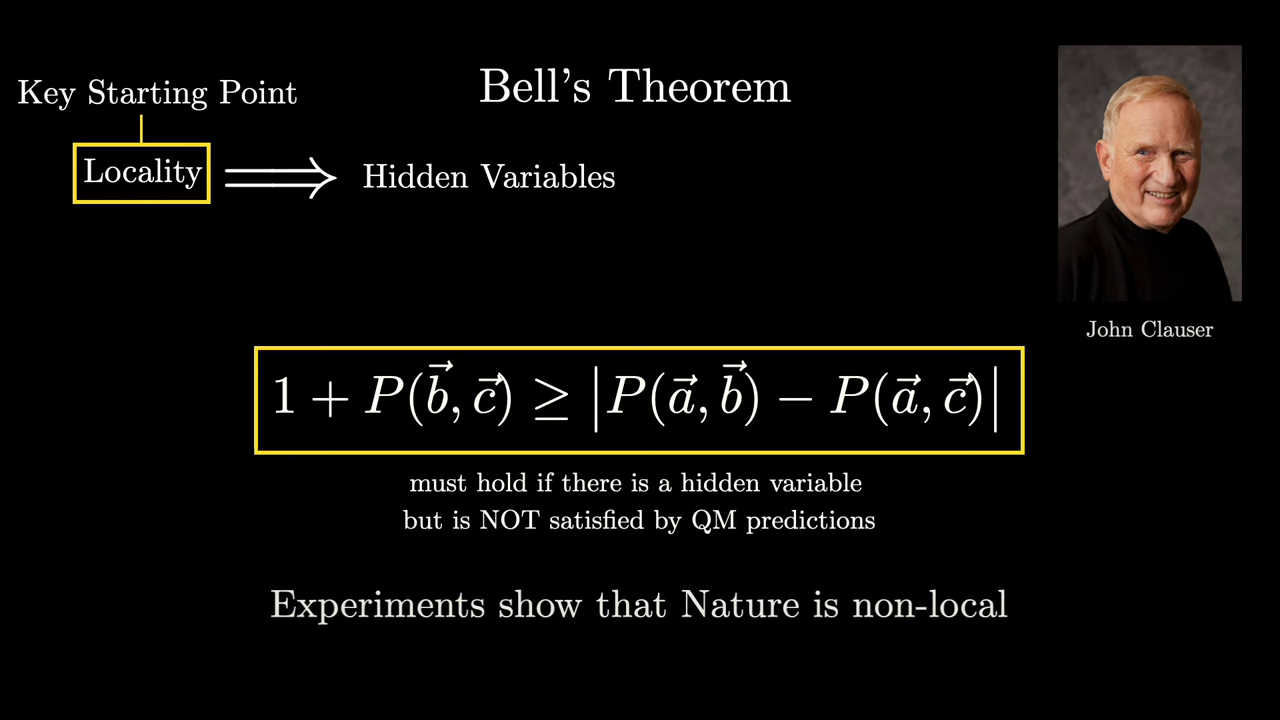 Bell's Theorem
Key Starting Point
Locality ⟹ Hidden Variables
John Clauser
1 + P(b⃗, c⃗) ≥ |P(a⃗, b⃗) − P(a⃗, c⃗)|
must hold if there is a hidden variable
but is NOT satisfied by QM predictions
Experiments show that Nature is non-local